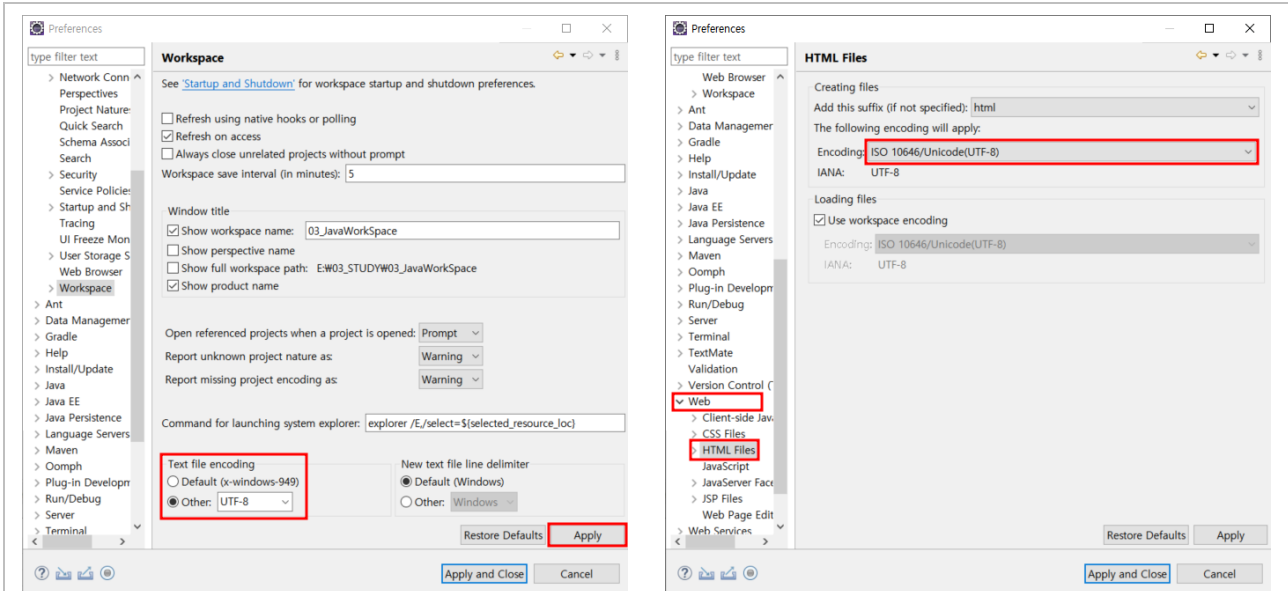 Preferences
type filter text
Network Conn
Perspectives
Project Nature:
Quick Search
Schema Associ
Search
Security
Service Policie:
Startup and Sh
Tracing
UI Freeze Mon
User Storage S
Web Browser
Workspace
Ant
Data Managemer
Gradle
Help
Install/Update
Java
Java EE
Java Persistence
Language Servers
Maven
Oomph
Plug-in Developm
Run/Debug
Server
Terminal
Workspace
See 'Startup and Shutdown' for workspace startup and shutdown preferences.
Refresh using native hooks or polling
Refresh on access
Always close unrelated projects without prompt
Workspace save interval (in minutes): 5
Window title
Show workspace name: 03_JavaWorkSpace
Show perspective name
Show full workspace path: E:₩03_STUDY₩03_JavaWorkSpace
Show product name
Open referenced projects when a project is opened: Prompt
Report unknown project nature as: Warning
Report missing project encoding as: Warning
Command for launching system explorer: explorer /E,/select=${selected_resource_loc}
Text file encoding
Default (x-windows-949)
Other: UTF-8
New text file line delimiter
Default (Windows)
Other: Windows
Restore Defaults Apply
Apply and Close Cancel
Preferences
type filter text
Web Browser
Workspace
Ant
Data Managemer
Gradle
Help
Install/Update
Java
Java EE
Java Persistence
Language Servers
Maven
Oomph
Plug-in Developm
Run/Debug
Server
Terminal
TextMate
Validation
Version Control (
Web
Client-side Java
CSS Files
HTML Files
JavaScript
JavaServer Face
JSP Files
Web Page Edit
Web Services
HTML Files
Creating files
Add this suffix (if not specified): html
The following encoding will apply:
Encoding: ISO 10646/Unicode(UTF-8)
IANA: UTF-8
Loading files
Use workspace encoding
Encoding: ISO 10646/Unicode(UTF-8)
IANA: UTF-8
Restore Defaults Apply
Apply and Close Cancel